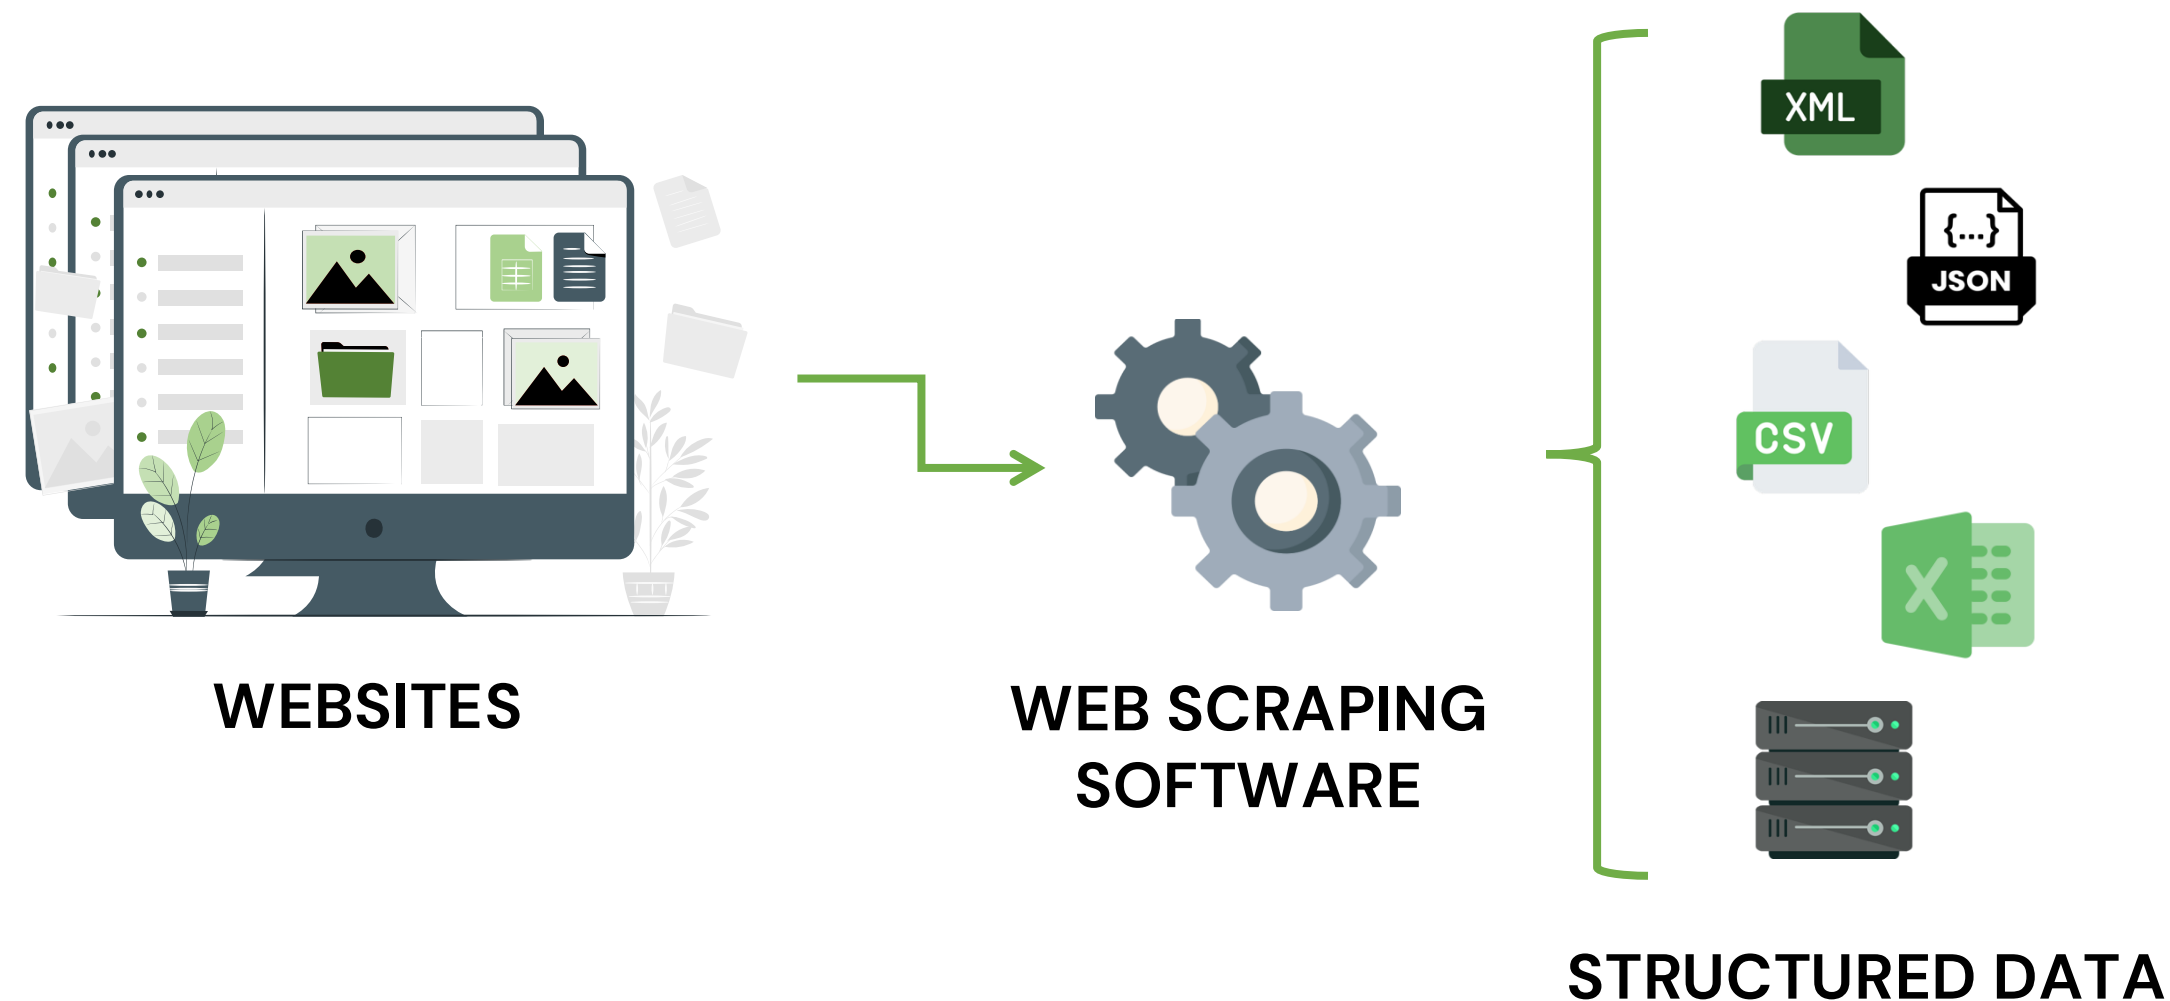 WEBSITES
WEB SCRAPING
SOFTWARE
XML
{...}
JSON
CSV
X
STRUCTURED DATA